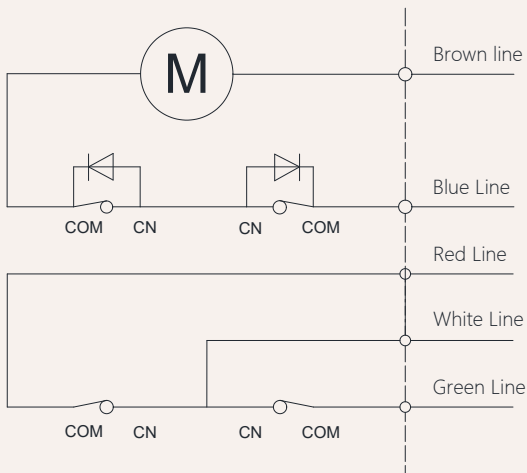 Brown line
M
Blue Line
COM CN CN COM
Red Line
White Line
Green Line
COM CN CN COM